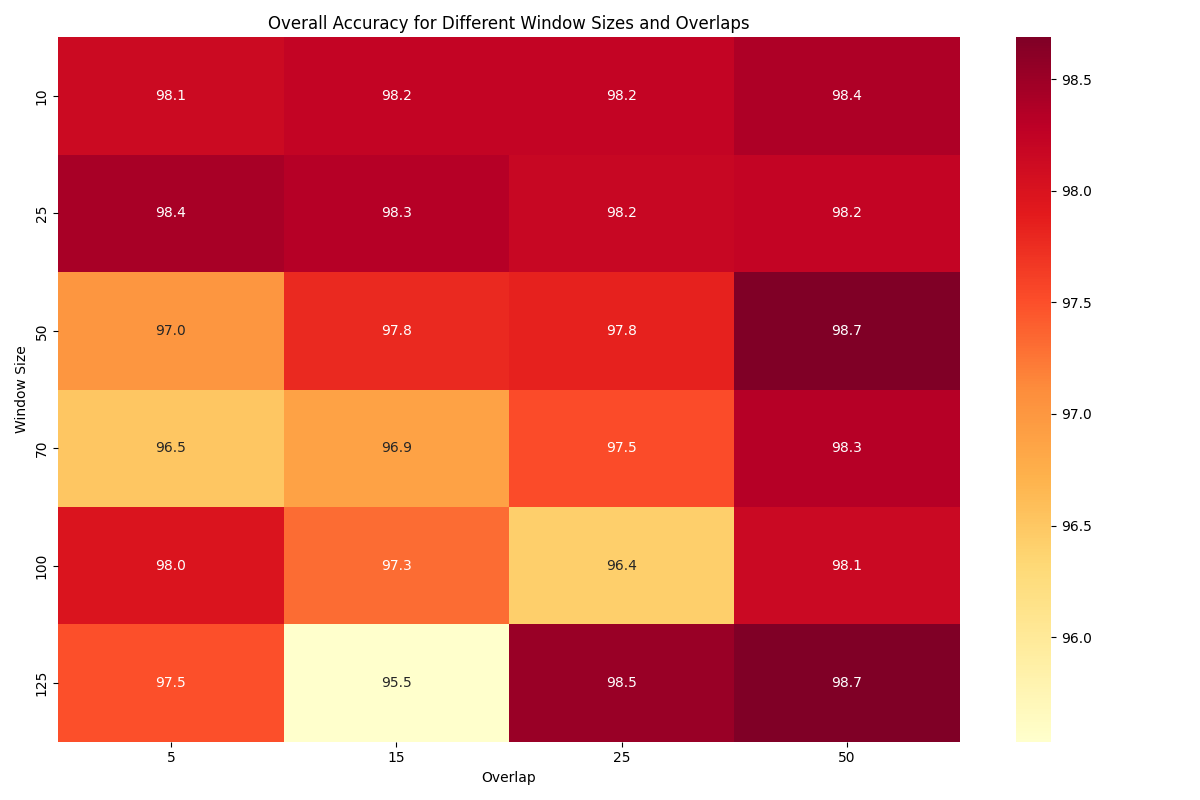 Overall Accuracy for Different Window Sizes and Overlaps
10 98.1 98.2 98.2 98.4
25 98.4 98.3 98.2 98.2
50 97.0 97.8 97.8 98.7
70 96.5 96.9 97.5 98.3
100 98.0 97.3 96.4 98.1
125 97.5 95.5 98.5 98.7
Window Size
5 15 25 50
Overlap
98.5
98.0
97.5
97.0
96.5
96.0